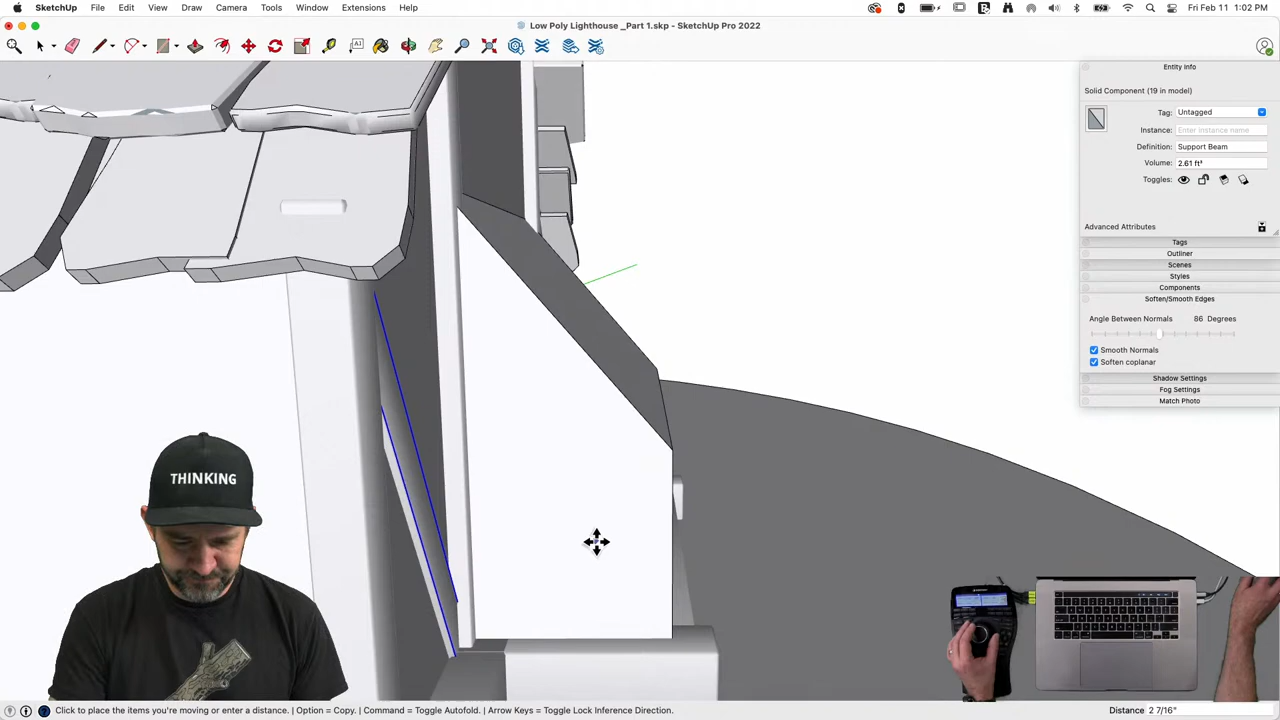 SketchUp File Edit View Camera Draw Tools Window Extensions Help Fri Feb 11 1:02 PM
Low Poly Lighthouse _Part 1.skp - SketchUp Pro 2022
Entity Info
Solid Component (19 in model)
Tag: Untagged
Instance: Enter instance name
Definition: Support Beam
Volume: 2.61 ft³
Toggles:
Advanced Attributes
Tags
Outliner
Scenes
Styles
Components
Soften/Smooth Edges
Angle Between Normals 86 Degrees
Smooth Normals
Soften coplanar
Shadow Settings
Fog Settings
Match Photo
THINKING
Click to place the items you're moving or enter a distance. | Option = Copy. | Command = Toggle Autofold. | Arrow Keys = Toggle Lock Inference Direction. Distance 2 7/16"